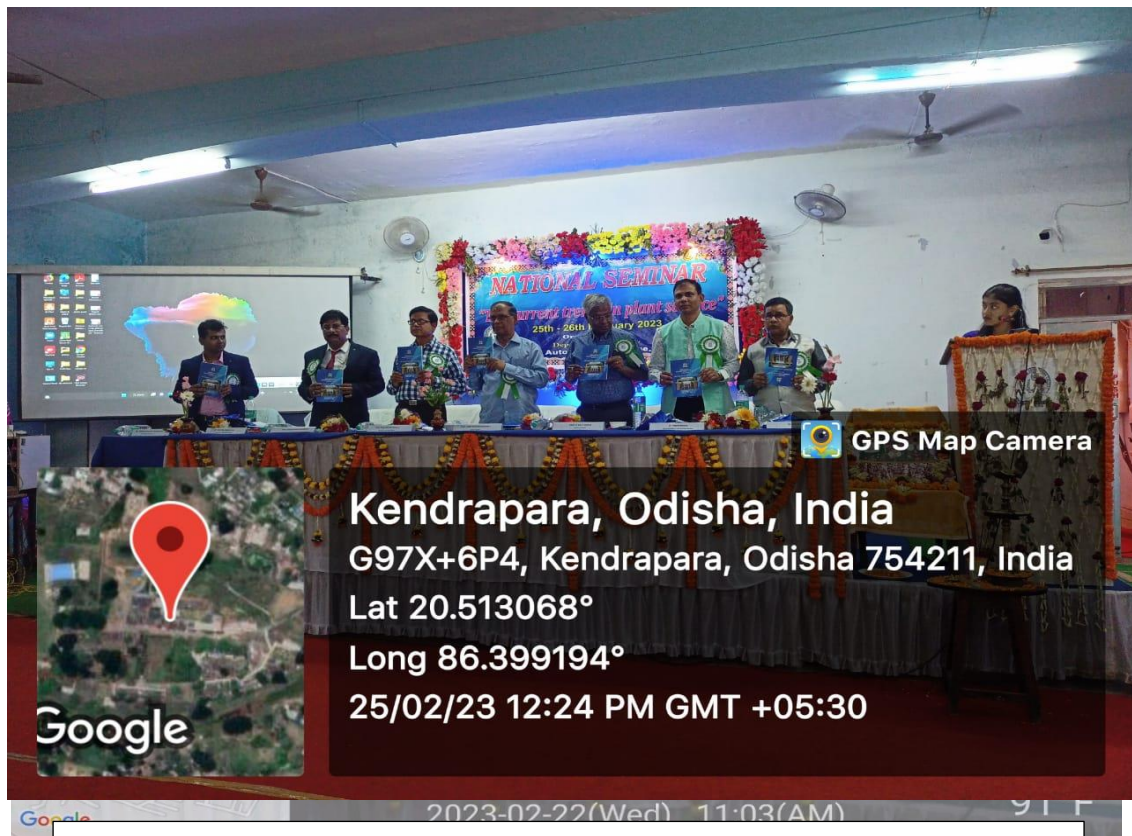 NATIONAL SEMINAR
25th - 26th 2023
GPS Map Camera
Kendrapara, Odisha, India
G97X+6P4, Kendrapara, Odisha 754211, India
Lat 20.513068°
Long 86.399194°
25/02/23 12:24 PM GMT +05:30
Google
Google
2023-02-22(Wed) 11:03(AM)
91°F